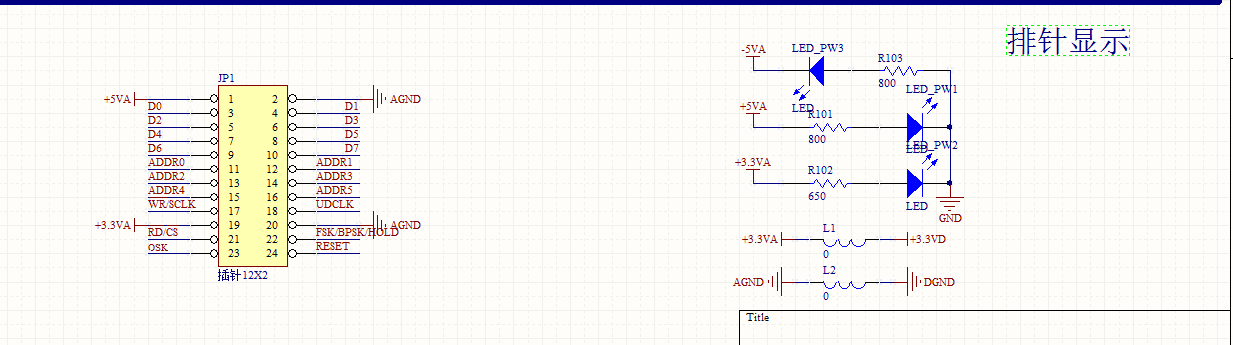 排针显示
JP1
+5VA 1 2 AGND
D0 3 4 D1
D2 5 6 D3
D4 7 8 D5
D6 9 10 D7
ADDR0 11 12 ADDR1
ADDR2 13 14 ADDR3
ADDR4 15 16 ADDR5
WR/SCLK 17 18 UDCLK
+3.3VA 19 20 AGND
RD/CS 21 22 FSK/BPSK/HOLD
OSK 23 24 RESET
插针12X2
-5VA LED_PW3 R103
LED 800
+5VA R101 LED_PW1
800 LED
+3.3VA R102 LED_PW2
650 LED
GND
+3.3VA L1 +3.3VD
0
AGND L2 DGND
0
Title